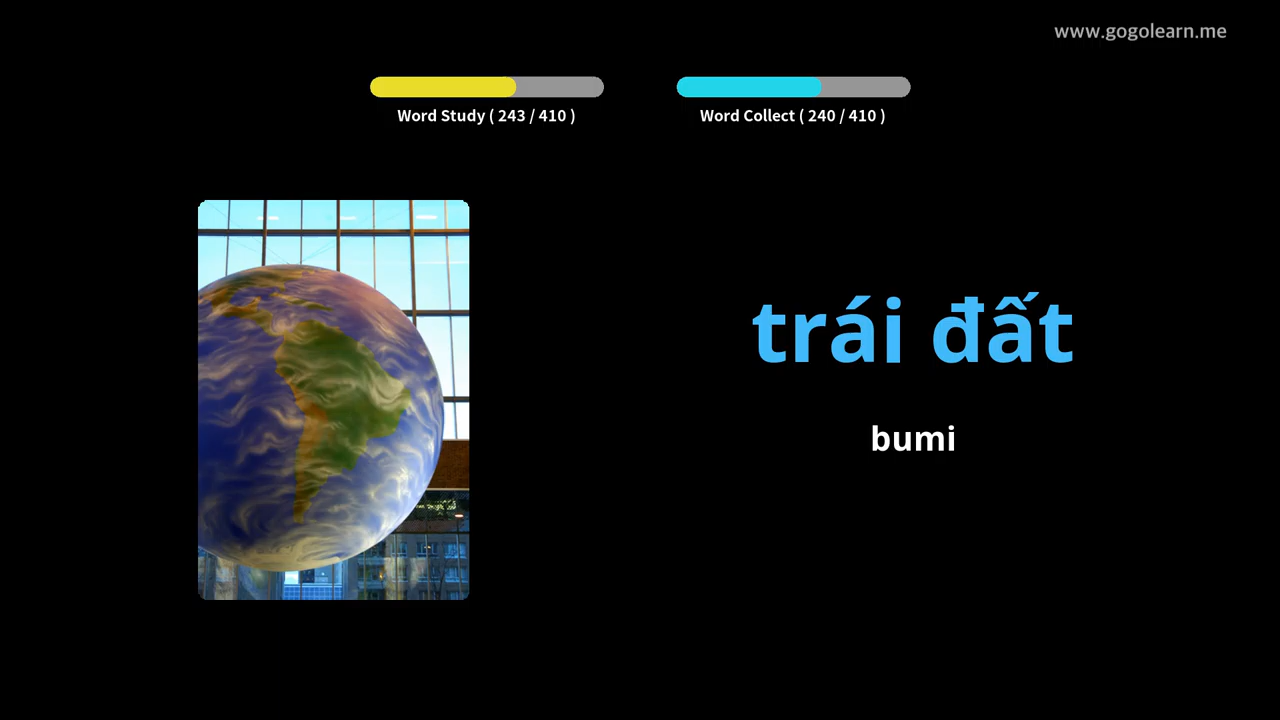 www.gogolearn.me
Word Study ( 243 / 410 )
Word Collect ( 240 / 410 )
trái đất
bumi